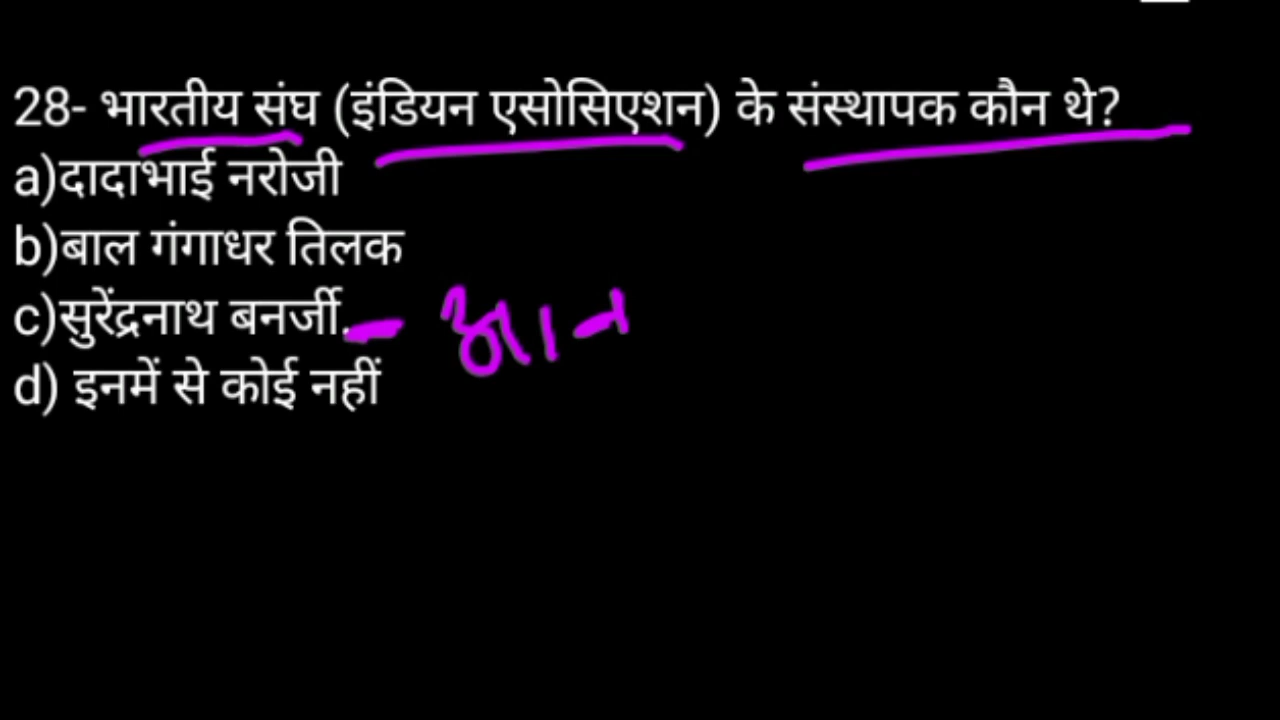 28- भारतीय संघ (इंडियन एसोसिएशन) के संस्थापक कौन थे?
a)दादाभाई नरोजी
b)बाल गंगाधर तिलक
c)सुरेंद्रनाथ बनर्जी.
d) इनमें से कोई नहीं